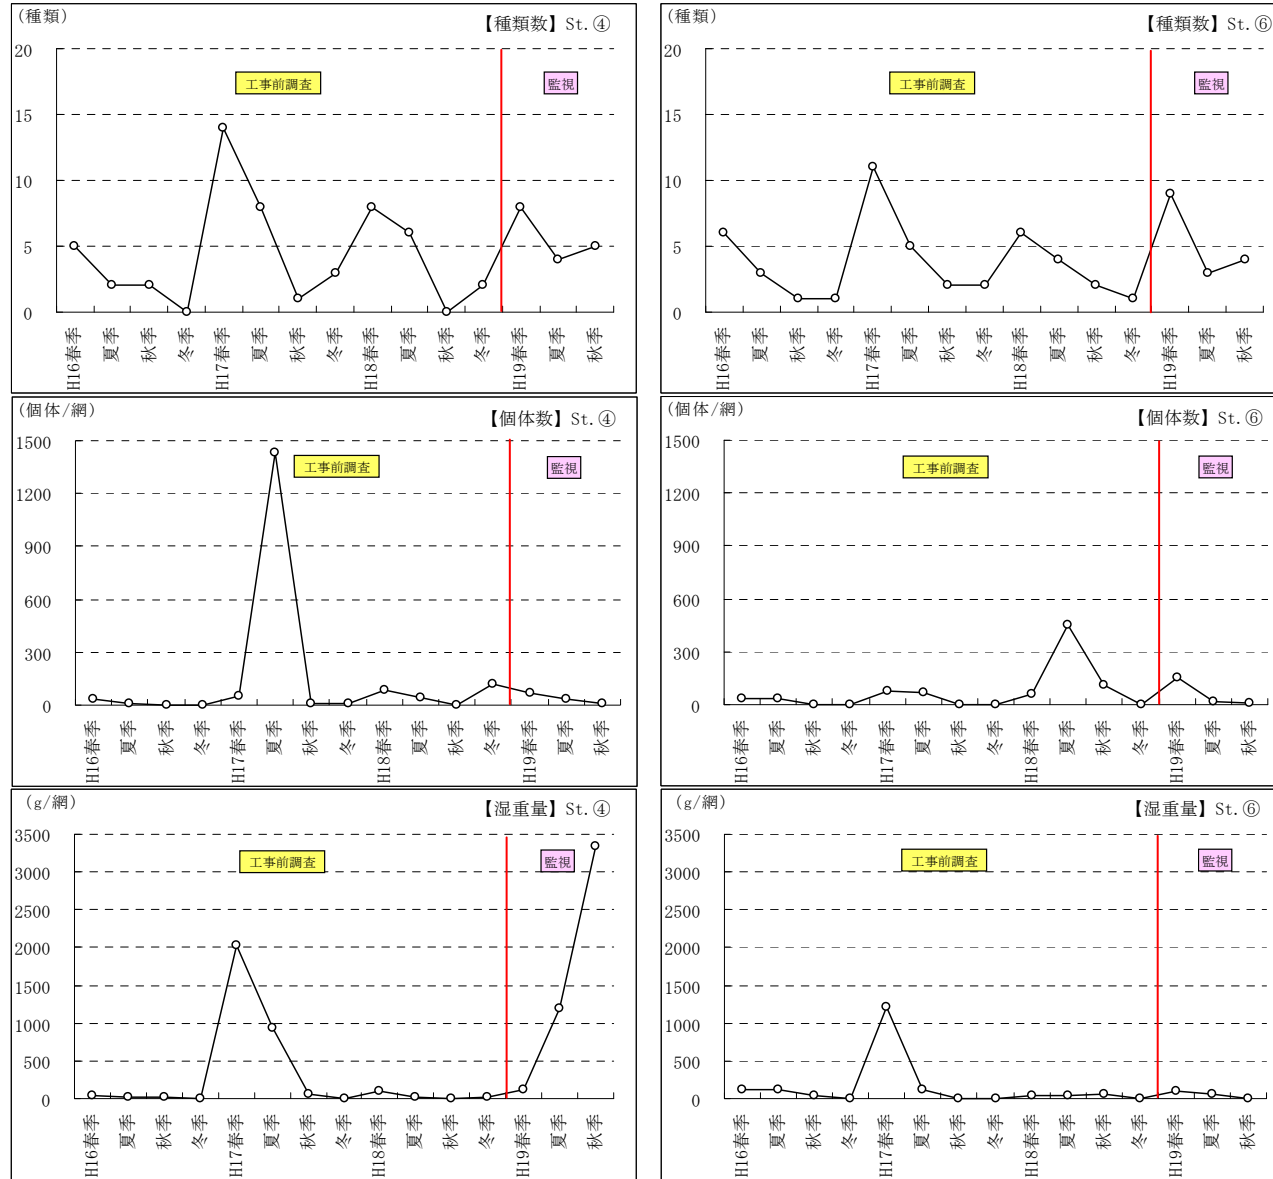 (種類)
【種類数】St.④
20
15
10
5
0
工事前調査
監視
H16春季
夏季
秋季
冬季
H17春季
夏季
秋季
冬季
H18春季
夏季
秋季
冬季
H19春季
夏季
秋季
(種類)
【種類数】St.⑥
20
15
10
5
0
工事前調査
監視
H16春季
夏季
秋季
冬季
H17春季
夏季
秋季
冬季
H18春季
夏季
秋季
冬季
H19春季
夏季
秋季
(個体/網)
【個体数】St.④
1500
1200
900
600
300
0
工事前調査
監視
H16春季
夏季
秋季
冬季
H17春季
夏季
秋季
冬季
H18春季
夏季
秋季
冬季
H19春季
夏季
秋季
(個体/網)
【個体数】St.⑥
1500
1200
900
600
300
0
工事前調査
監視
H16春季
夏季
秋季
冬季
H17春季
夏季
秋季
冬季
H18春季
夏季
秋季
冬季
H19春季
夏季
秋季
(g/網)
【湿重量】St.④
3500
3000
2500
2000
1500
1000
500
0
工事前調査
監視
H16春季
夏季
秋季
冬季
H17春季
夏季
秋季
冬季
H18春季
夏季
秋季
冬季
H19春季
夏季
秋季
(g/網)
【湿重量】St.⑥
3500
3000
2500
2000
1500
1000
500
0
工事前調査
監視
H16春季
夏季
秋季
冬季
H17春季
夏季
秋季
冬季
H18春季
夏季
秋季
冬季
H19春季
夏季
秋季